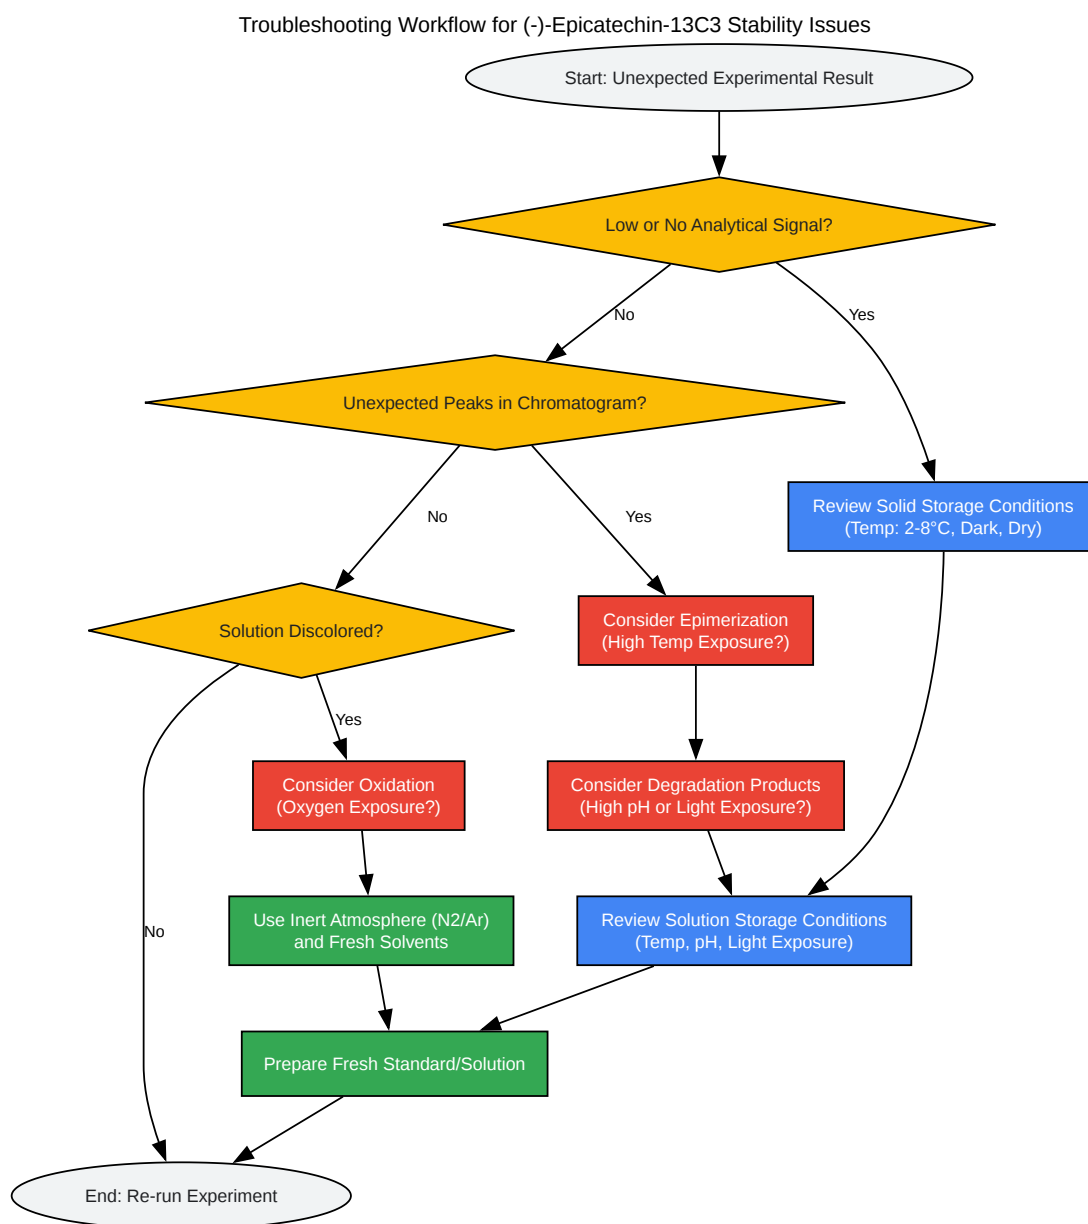 Troubleshooting Workflow for (-)-Epicatechin-13C3 Stability Issues
Start: Unexpected Experimental Result
Low or No Analytical Signal?
No
Yes
Unexpected Peaks in Chromatogram?
No
Yes
Review Solid Storage Conditions
(Temp: 2-8°C, Dark, Dry)
Solution Discolored?
Consider Epimerization
(High Temp Exposure?)
Yes
Consider Oxidation
(Oxygen Exposure?)
Consider Degradation Products
(High pH or Light Exposure?)
No
Use Inert Atmosphere (N2/Ar)
and Fresh Solvents
Review Solution Storage Conditions
(Temp, pH, Light Exposure)
Prepare Fresh Standard/Solution
End: Re-run Experiment